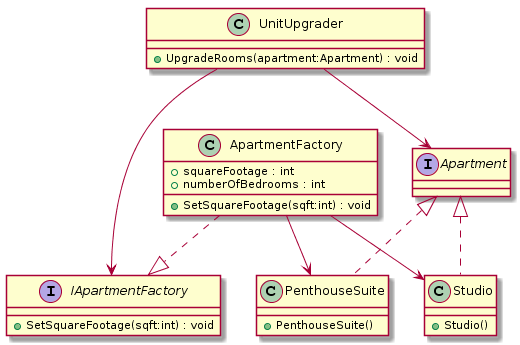 C UnitUpgrader
UpgradeRooms(apartment:Apartment) : void
C ApartmentFactory
squareFootage : int
numberOfBedrooms : int
SetSquareFootage(sqft:int) : void
I Apartment
I IApartmentFactory
SetSquareFootage(sqft:int) : void
C PenthouseSuite
PenthouseSuite()
C Studio
Studio()